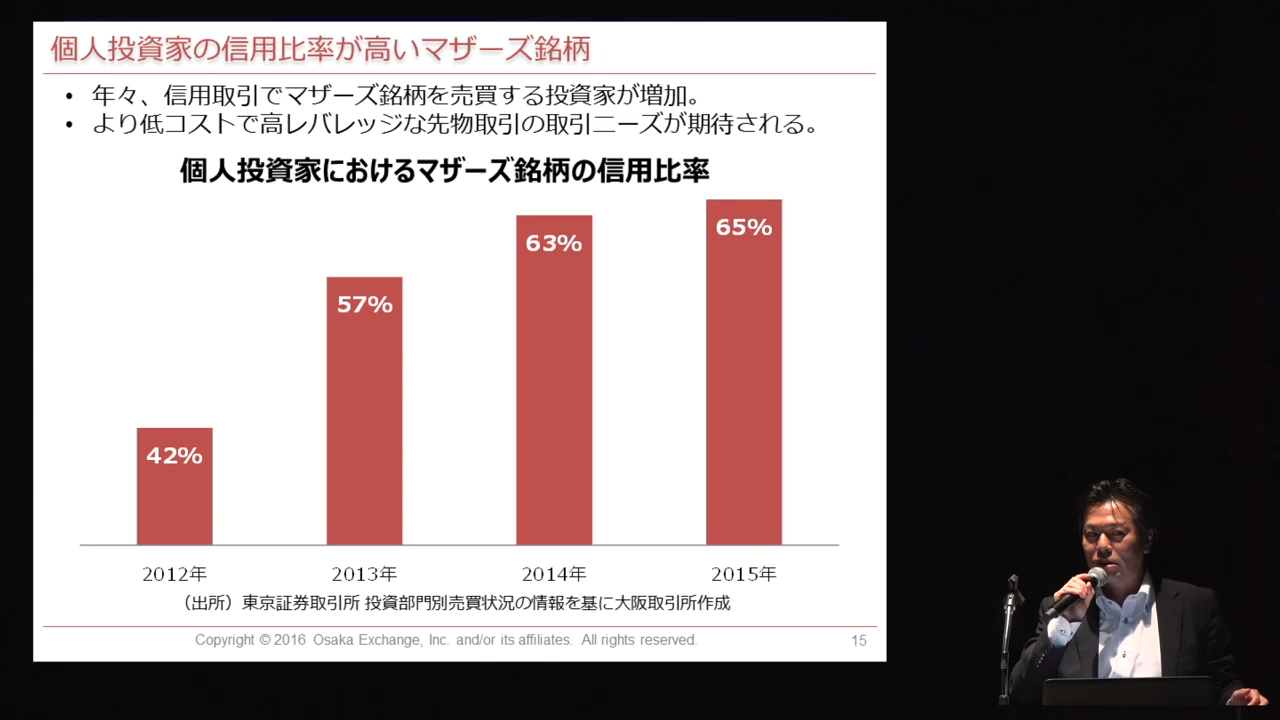 個人投資家の信用比率が高いマザーズ銘柄
• 年々、信用取引でマザーズ銘柄を売買する投資家が増加。
• より低コストで高レバレッジな先物取引の取引ニーズが期待される。
個人投資家におけるマザーズ銘柄の信用比率
42%
57%
63%
65%
2012年
2013年
2014年
2015年
（出所）東京証券取引所 投資部門別売買状況の情報を基に大阪取引所作成
Copyright © 2016 Osaka Exchange, Inc. and/or its affiliates. All rights reserved.
15